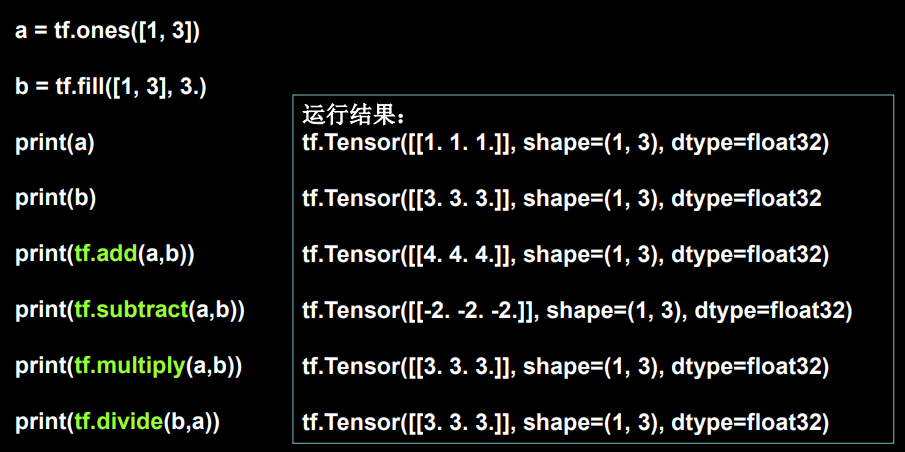 a = tf.ones([1, 3])
b = tf.fill([1, 3], 3.)
运行结果：
print(a) tf.Tensor([[1. 1. 1.]], shape=(1, 3), dtype=float32)
print(b) tf.Tensor([[3. 3. 3.]], shape=(1, 3), dtype=float32
print(tf.add(a,b)) tf.Tensor([[4. 4. 4.]], shape=(1, 3), dtype=float32)
print(tf.subtract(a,b)) tf.Tensor([[-2. -2. -2.]], shape=(1, 3), dtype=float32)
print(tf.multiply(a,b)) tf.Tensor([[3. 3. 3.]], shape=(1, 3), dtype=float32)
print(tf.divide(b,a)) tf.Tensor([[3. 3. 3.]], shape=(1, 3), dtype=float32)